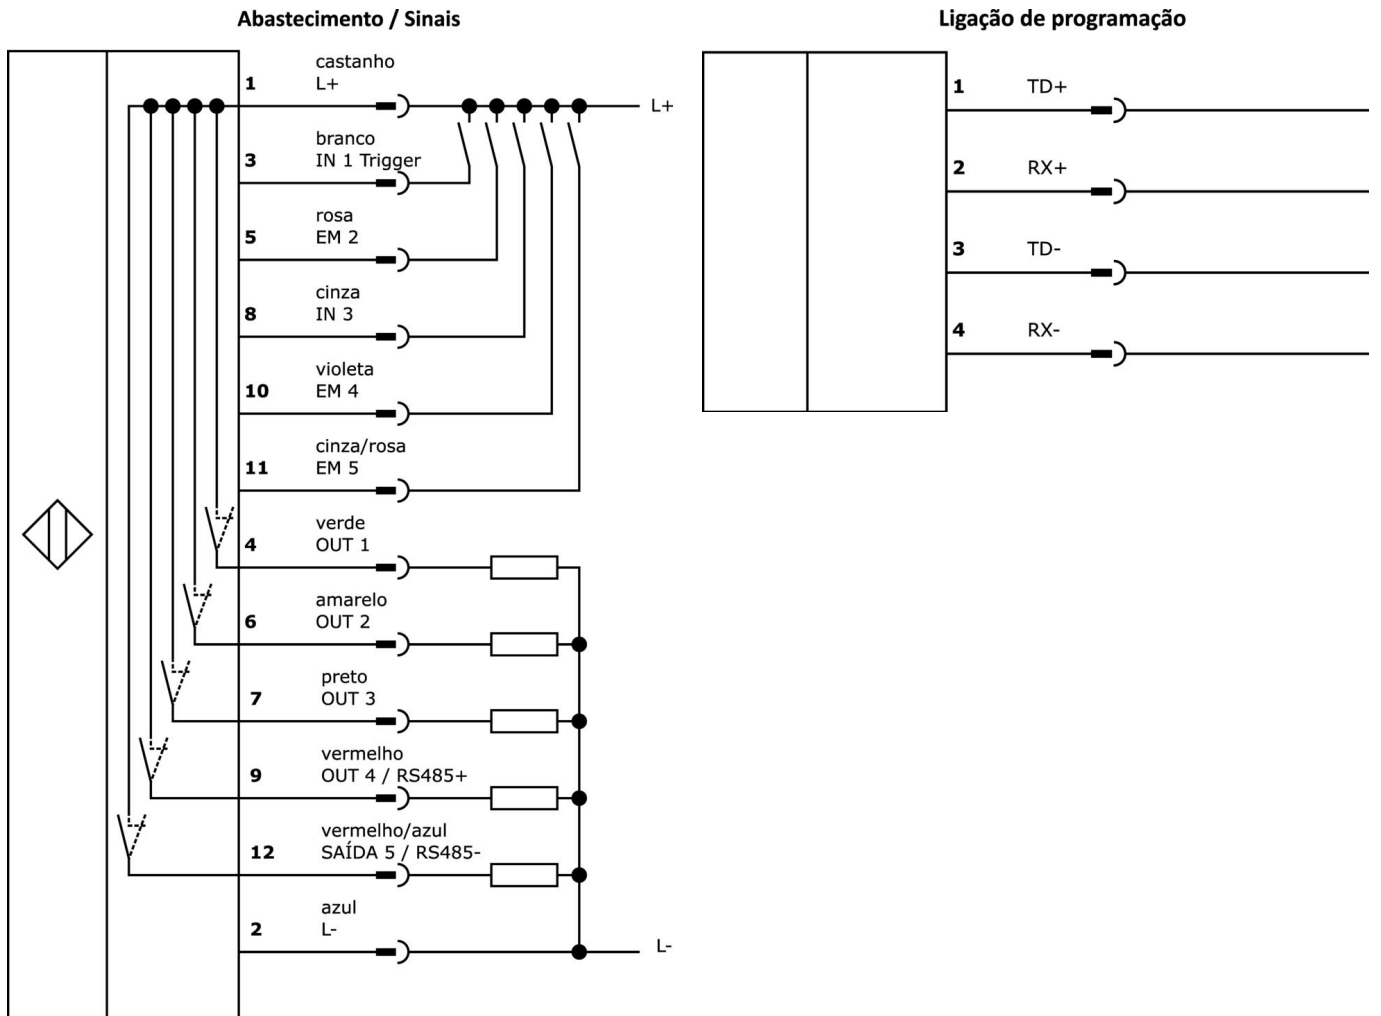 Abastecimento / Sinais
castanho
1 L+
L+
branco
3 IN 1 Trigger
rosa
5 EM 2
cinza
8 IN 3
violeta
10 EM 4
cinza/rosa
11 EM 5
verde
4 OUT 1
amarelo
6 OUT 2
preto
7 OUT 3
vermelho
9 OUT 4 / RS485+
vermelho/azul
12 SAÍDA 5 / RS485-
azul
2 L-
L-
Ligação de programação
1 TD+
2 RX+
3 TD-
4 RX-